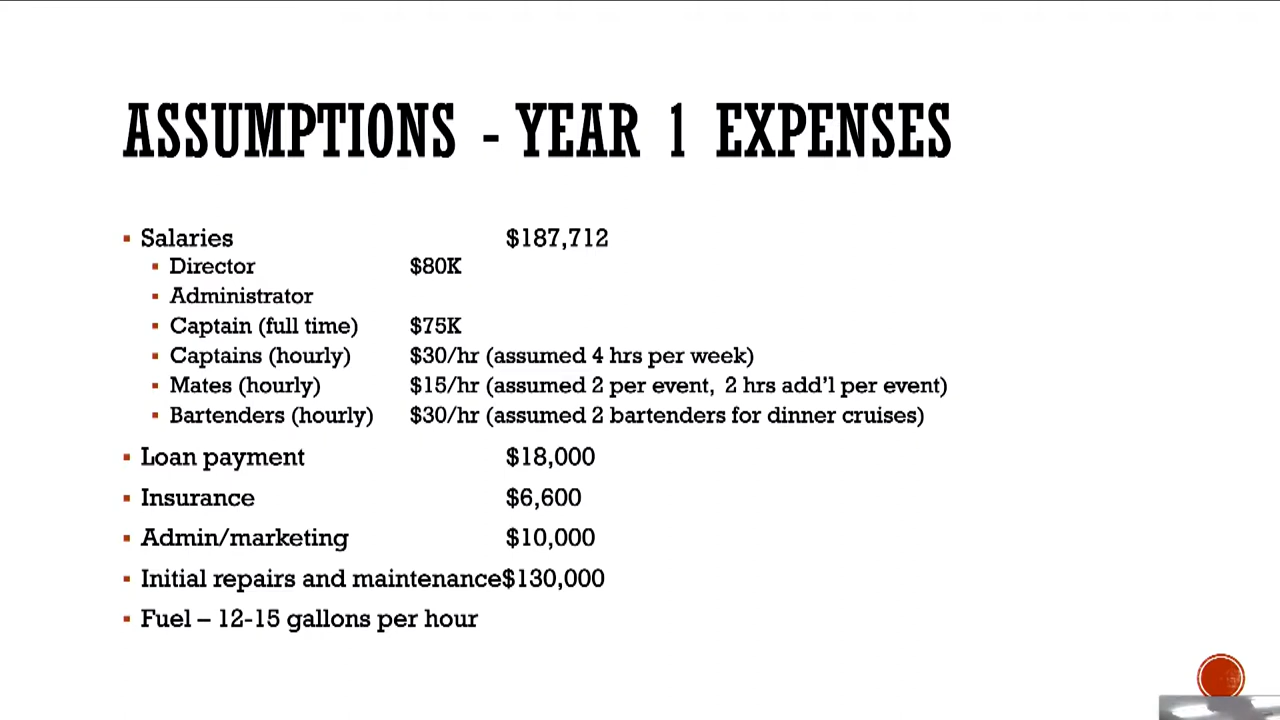 ASSUMPTIONS - YEAR 1 EXPENSES
▪ Salaries $187,712
▪ Director $80K
▪ Administrator
▪ Captain (full time) $75K
▪ Captains (hourly) $30/hr (assumed 4 hrs per week)
▪ Mates (hourly) $15/hr (assumed 2 per event, 2 hrs add'l per event)
▪ Bartenders (hourly) $30/hr (assumed 2 bartenders for dinner cruises)
▪ Loan payment $18,000
▪ Insurance $6,600
▪ Admin/marketing $10,000
▪ Initial repairs and maintenance$130,000
▪ Fuel – 12-15 gallons per hour